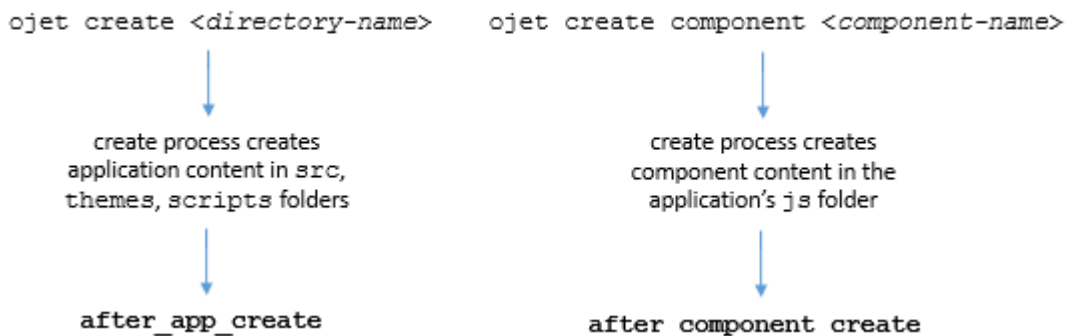 ojet create <directory-name>
create process creates
application content in src,
themes, scripts folders
after_app_create
ojet create component <component-name>
create process creates
component content in the
application's js folder
after component create